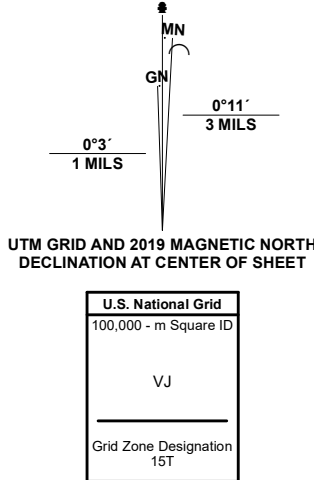 MN
GN
0°11´
3 MILS
0°3´
1 MILS
UTM GRID AND 2019 MAGNETIC NORTH
DECLINATION AT CENTER OF SHEET
U.S. National Grid
100,000 - m Square ID
VJ
Grid Zone Designation
15T